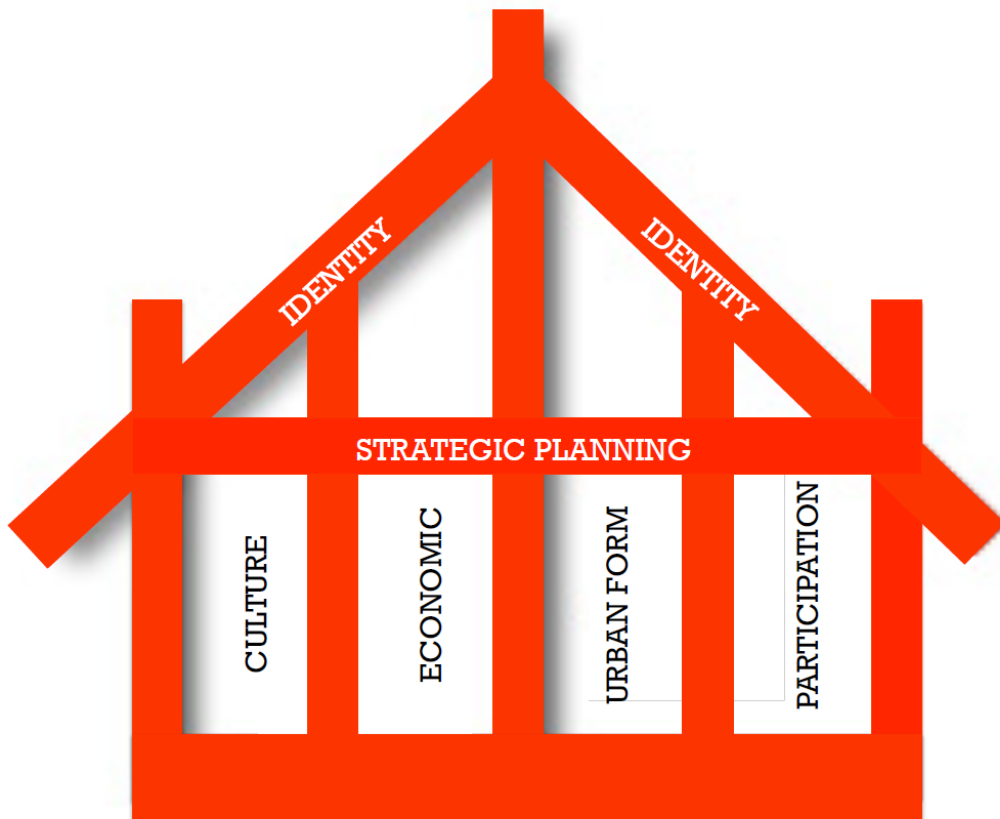 IDENTITY
IDENTITY
STRATEGIC PLANNING
CULTURE
ECONOMIC
URBAN FORM
PARTICIPATION